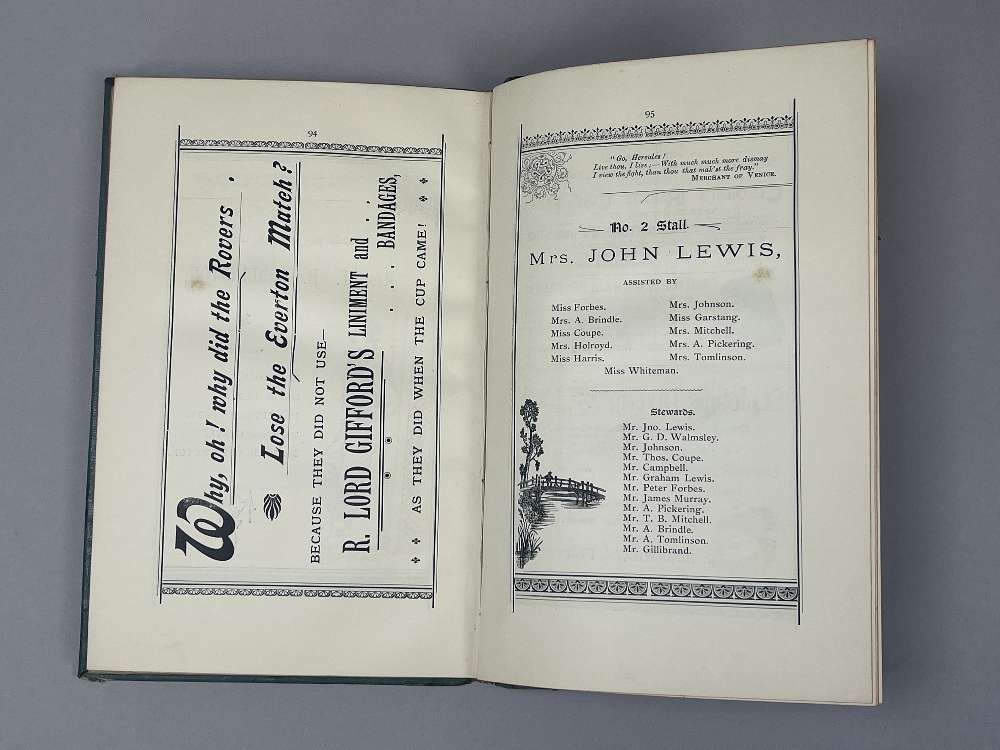 94
Why, oh! why did the Rovers .
Lose the Everton Match?
BECAUSE THEY DID NOT USE—
R. LORD GIFFORD'S LINIMENT and . .
. . . . BANDAGES,
AS THEY DID WHEN THE CUP CAME!
95
"Go, Hercules!
Live thou, I live;—With much much more dismay
I view the fight, than thou that mak'st the fray."
MERCHANT OF VENICE.
No. 2 Stall.
MRS. JOHN LEWIS,
ASSISTED BY
Miss Forbes. Mrs. Johnson.
Mrs. A. Brindle. Miss Garstang.
Miss Coupe. Mrs. Mitchell.
Mrs. Holroyd. Mrs. A. Pickering.
Miss Harris. Mrs. Tomlinson.
Miss Whiteman.
Stewards.
Mr. Jno. Lewis.
Mr. G. D. Walmsley.
Mr. Johnson.
Mr. Thos. Coupe.
Mr. Campbell.
Mr. Graham Lewis.
Mr. Peter Forbes.
Mr. James Murray.
Mr. A. Pickering.
Mr. T. B. Mitchell.
Mr. A. Brindle.
Mr. A. Tomlinson.
Mr. Gillibrand.